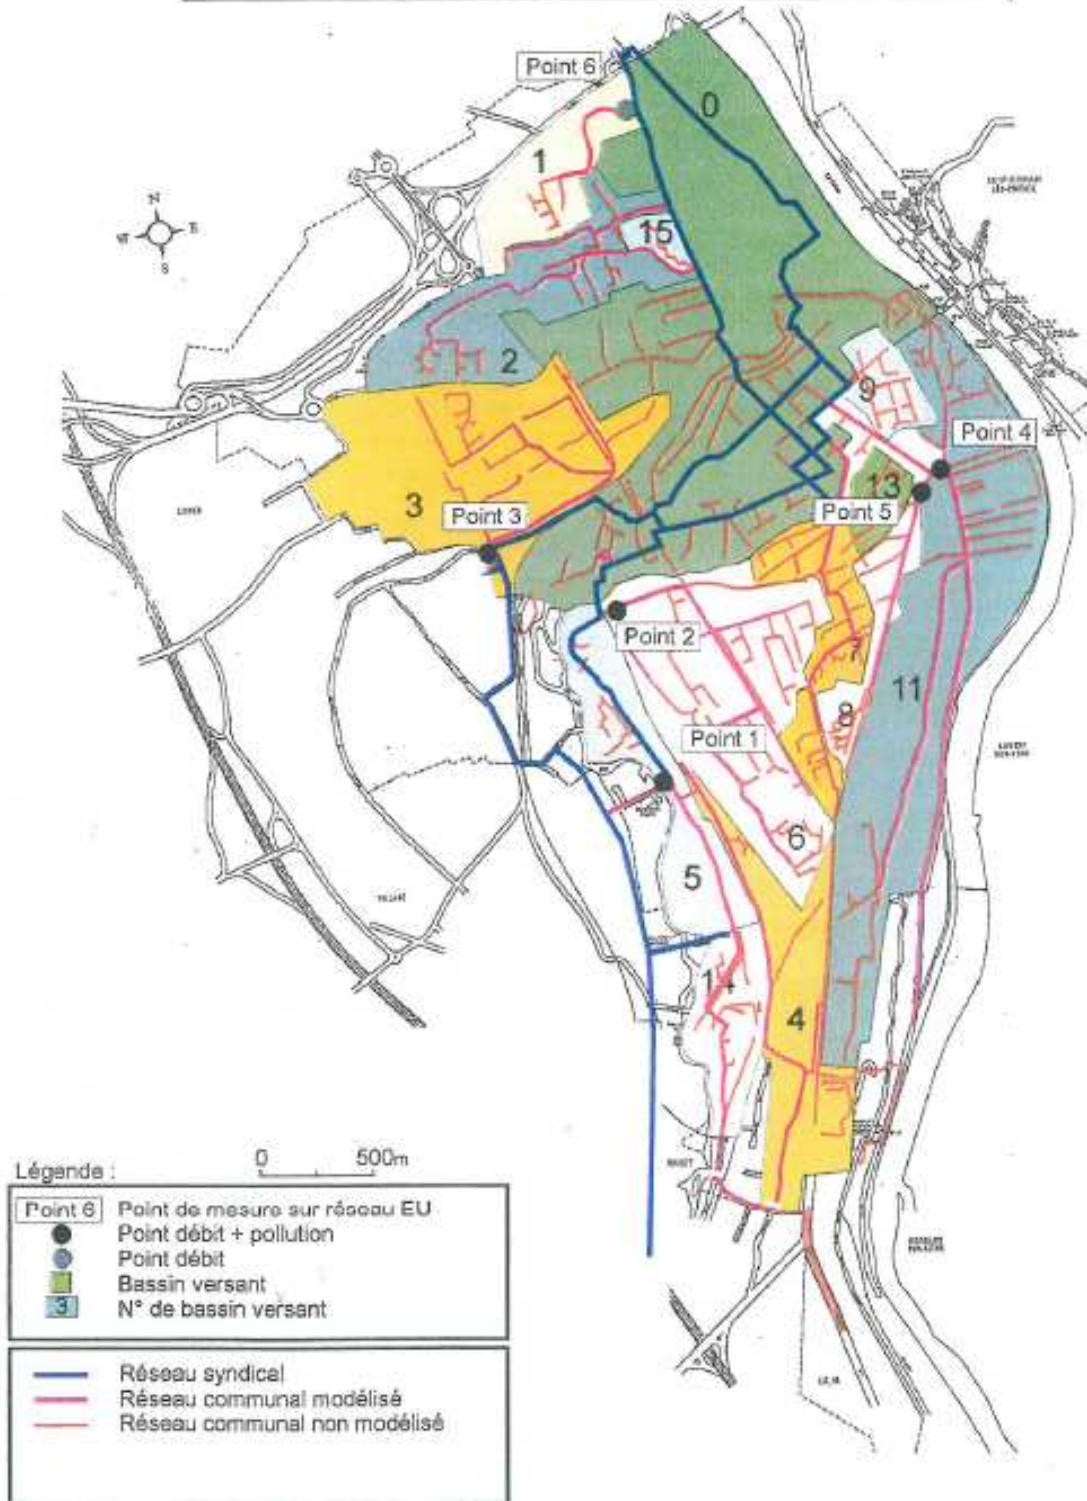 Point 6
0
1
N
W
E
S
15
2
9
Point 4
3
13
Point 3
Point 5
Point 2
7
11
8
Point 1
6
5
14
4
Légende :
0 500m
Point 6 Point de mesure sur réseau EU
Point débit + pollution
Point débit
Bassin versant
3 N° de bassin versant
Réseau syndical
Réseau communal modélisé
Réseau communal non modélisé